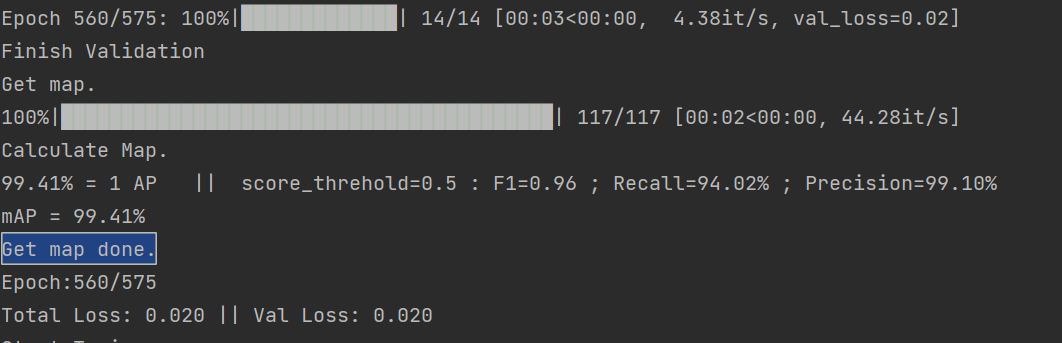 Epoch 560/575: 100%|█████████████| 14/14 [00:03<00:00,  4.38it/s, val_loss=0.02]
Finish Validation
Get map.
100%|█████████████████████████████████████████| 117/117 [00:02<00:00, 44.28it/s]
Calculate Map.
99.41% = 1 AP   ||  score_threhold=0.5 : F1=0.96 ; Recall=94.02% ; Precision=99.10%
mAP = 99.41%
Get map done.
Epoch:560/575
Total Loss: 0.020 || Val Loss: 0.020